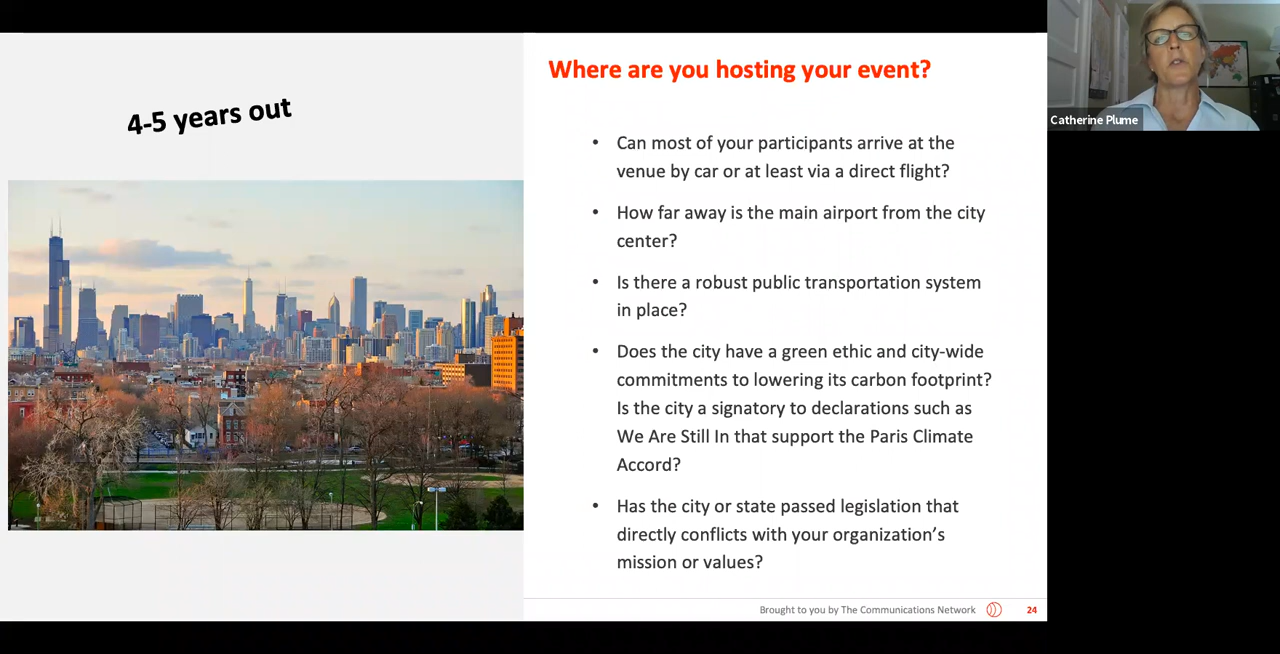 4-5 years out
Where are you hosting your event?
• Can most of your participants arrive at the
venue by car or at least via a direct flight?
• How far away is the main airport from the city
center?
• Is there a robust public transportation system
in place?
• Does the city have a green ethic and city-wide
commitments to lowering its carbon footprint?
Is the city a signatory to declarations such as
We Are Still In that support the Paris Climate
Accord?
• Has the city or state passed legislation that
directly conflicts with your organization’s
mission or values?
Brought to you by The Communications Network
24
Catherine Plume